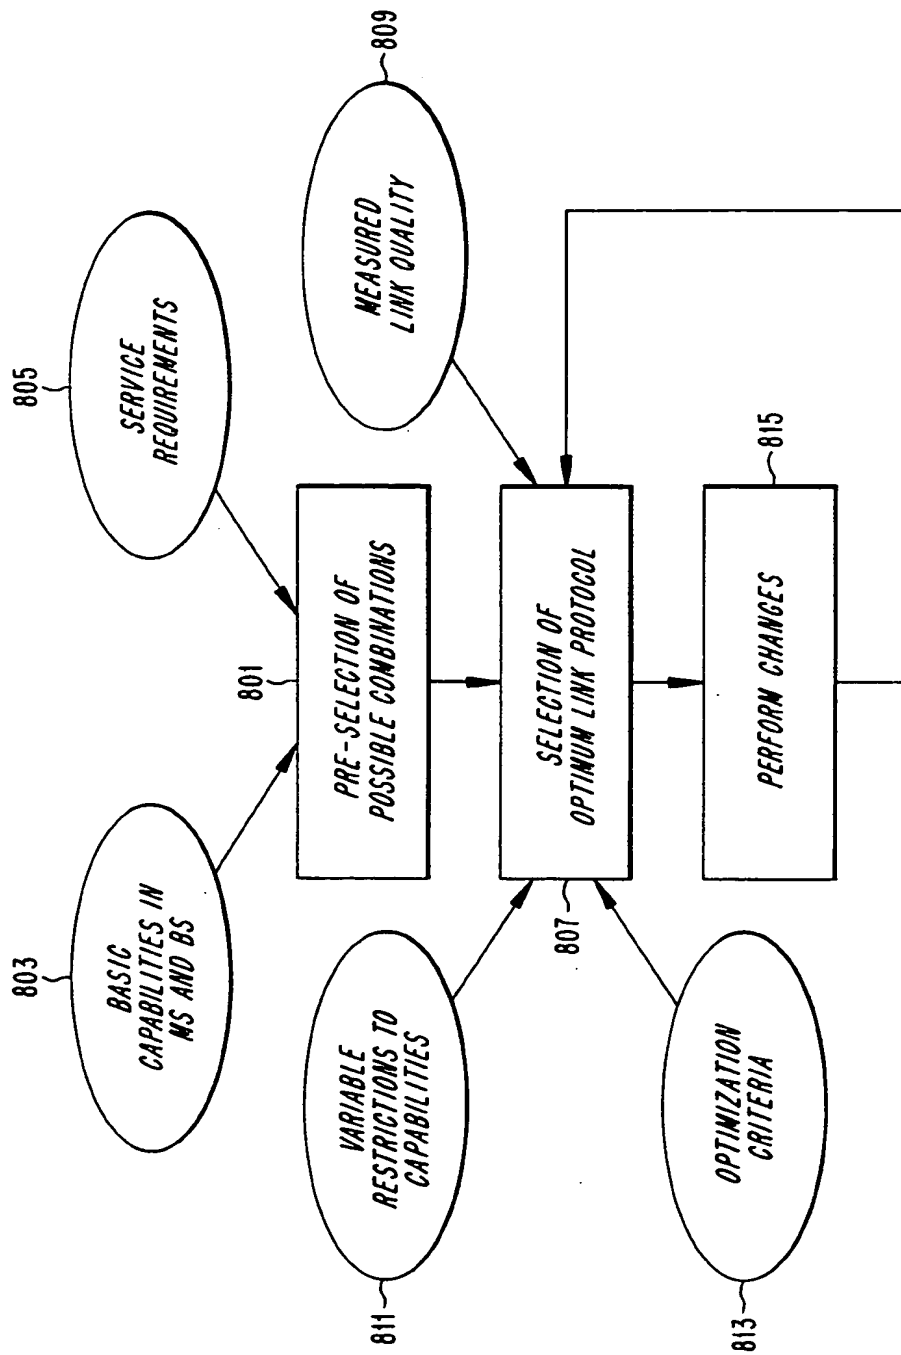 803
BASIC
CAPABILITIES IN
MS AND BS
805
SERVICE
REQUIREMENTS
801
PRE-SELECTION OF
POSSIBLE COMBINATIONS
811
VARIABLE
RESTRICTIONS TO
CAPABILITIES
809
MEASURED
LINK QUALITY
807
SELECTION OF
OPTIMUM LINK PROTOCOL
813
OPTIMIZATION
CRITERIA
815
PERFORM CHANGES